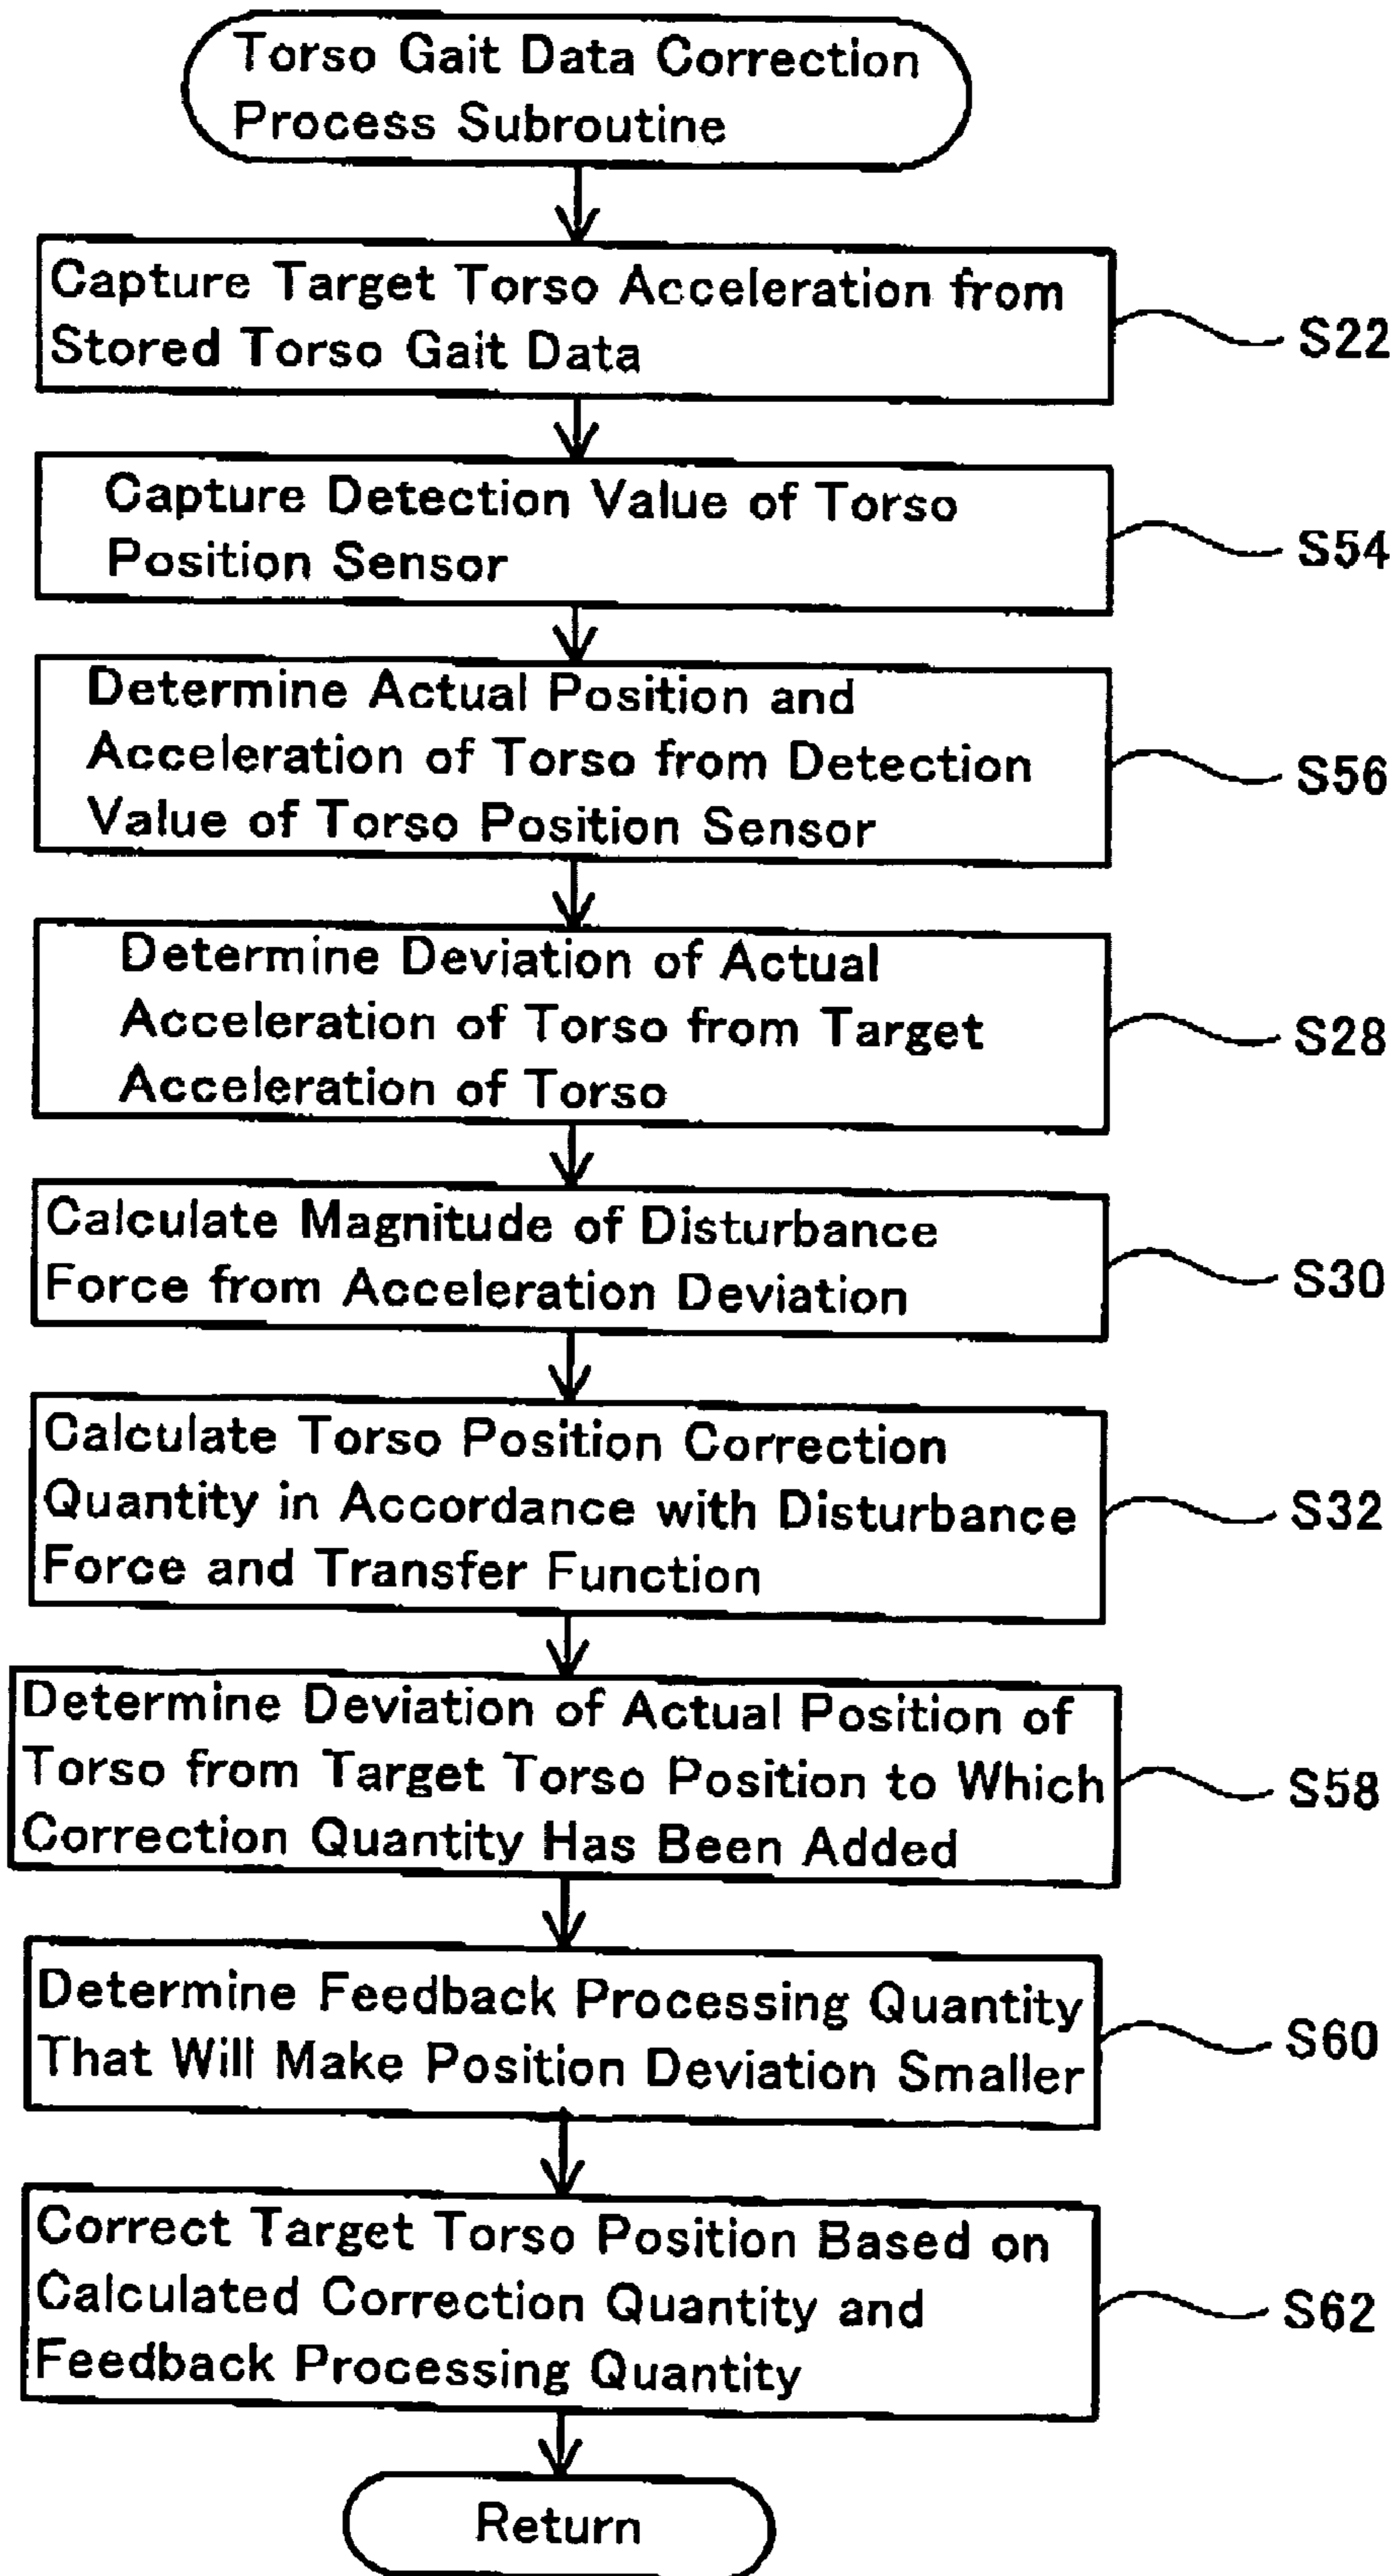 Torso Gait Data Correction
Process Subroutine
Capture Target Torso Acceleration from
Stored Torso Gait Data
S22
Capture Detection Value of Torso
Position Sensor
S54
Determine Actual Position and
Acceleration of Torso from Detection
Value of Torso Position Sensor
S56
Determine Deviation of Actual
Acceleration of Torso from Target
Acceleration of Torso
S28
Calculate Magnitude of Disturbance
Force from Acceleration Deviation
S30
Calculate Torso Position Correction
Quantity in Accordance with Disturbance
Force and Transfer Function
S32
Determine Deviation of Actual Position of
Torso from Target Torso Position to Which
Correction Quantity Has Been Added
S58
Determine Feedback Processing Quantity
That Will Make Position Deviation Smaller
S60
Correct Target Torso Position Based on
Calculated Correction Quantity and
Feedback Processing Quantity
S62
Return